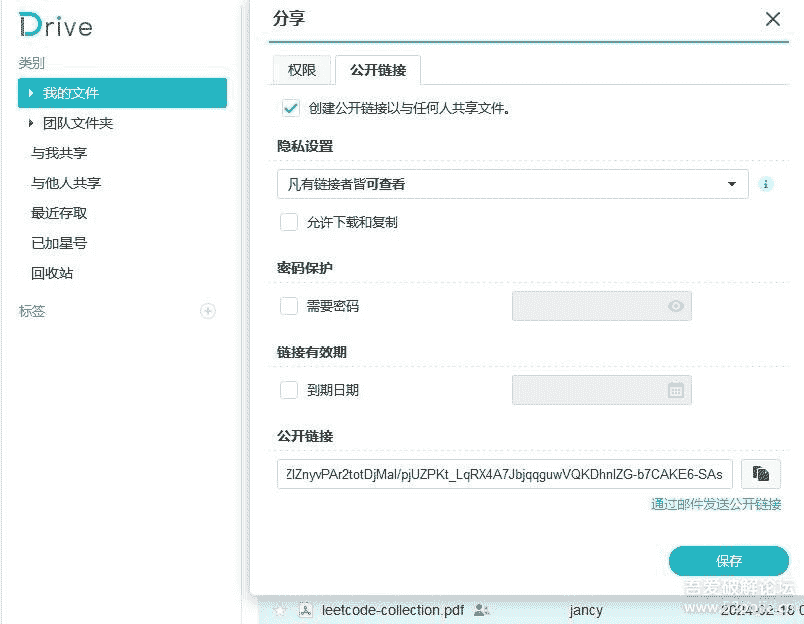 Drive
类别
我的文件
团队文件夹
与我共享
与他人共享
最近存取
已加星号
回收站
标签
分享
权限
公开链接
创建公开链接以与任何人共享文件。
隐私设置
凡有链接者皆可查看
允许下载和复制
密码保护
需要密码
链接有效期
到期日期
公开链接
ZlZnyvPAr2totDjMal/pjUZPKt_LqRX4A7JbjqqguwVQKDhnlZG-b7CAKE6-SAs
通过邮件发送公开链接
保存
吾爱破解论坛
leetcode-collection.pdf jancy 2024-02-18 0